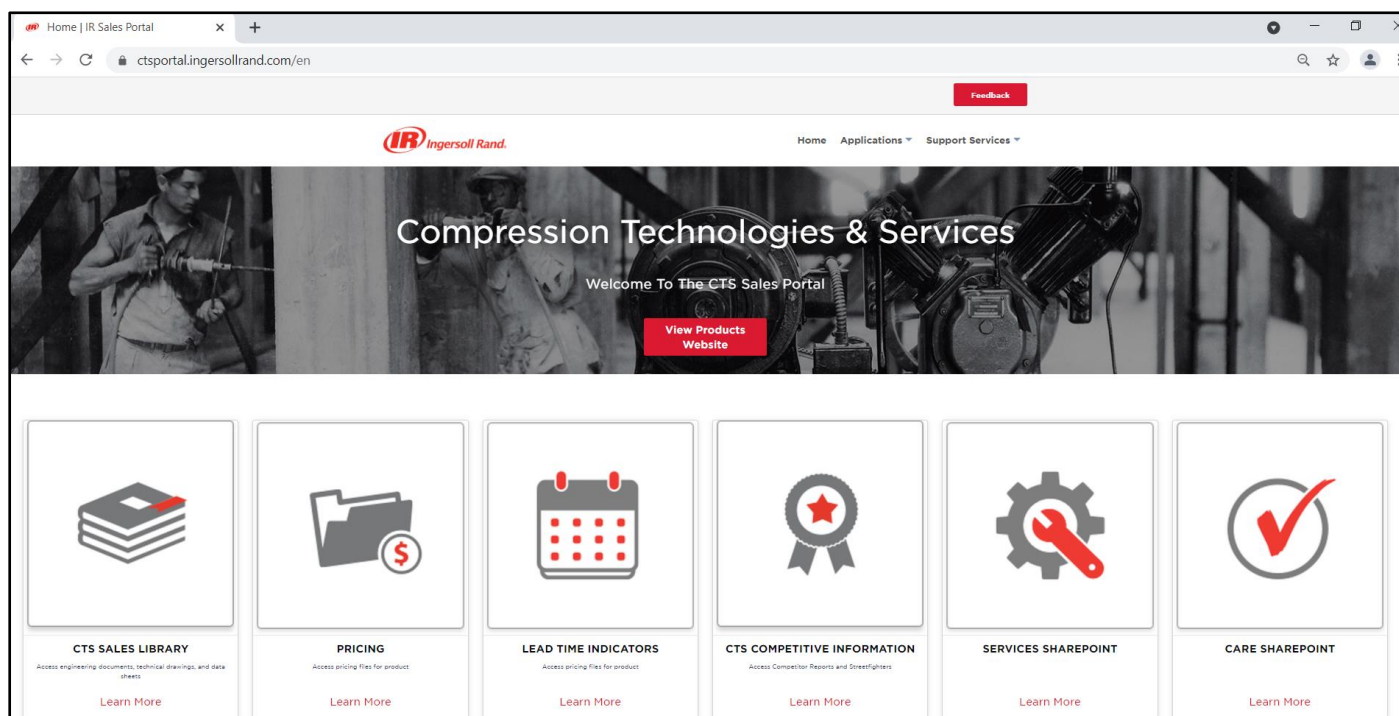 Home | IR Sales Portal
ctsportal.ingersollrand.com/en
Feedback
IR Ingersoll Rand.
Home Applications Support Services
Compression Technologies & Services
Welcome To The CTS Sales Portal
View Products
Website
CTS SALES LIBRARY
Access engineering documents, technical drawings, and data
sheets
Learn More
PRICING
Access pricing files for product
Learn More
LEAD TIME INDICATORS
Access pricing files for product
Learn More
CTS COMPETITIVE INFORMATION
Access Competitor Reports and Streetfighters
Learn More
SERVICES SHAREPOINT
Learn More
CARE SHAREPOINT
Learn More